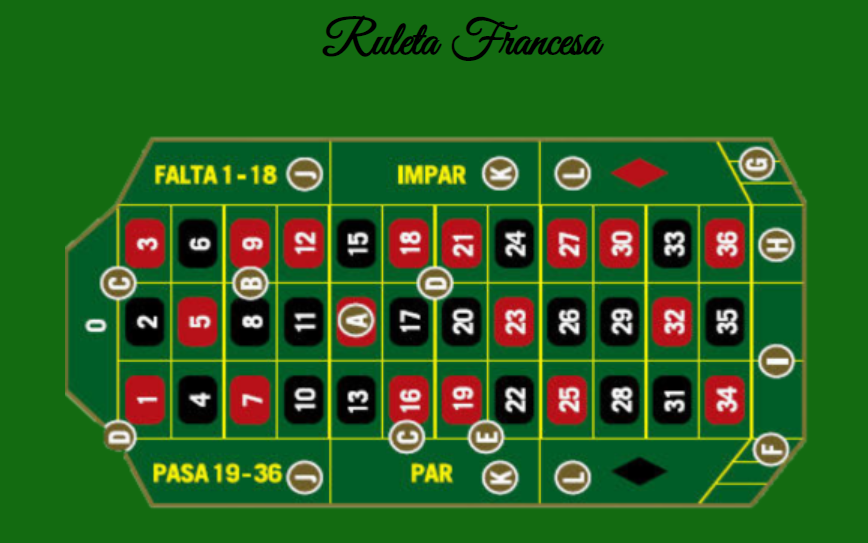 Ruleta Francesa
FALTA 1-18 J IMPAR K L G
3 6 9 12 15 18 21 24 27 30 33 36 H
C B D
0 2 5 8 11 A 17 20 23 26 29 32 35
I
1 4 7 10 13 16 19 22 25 28 31 34
D C E F
PASA 19-36 J PAR K L